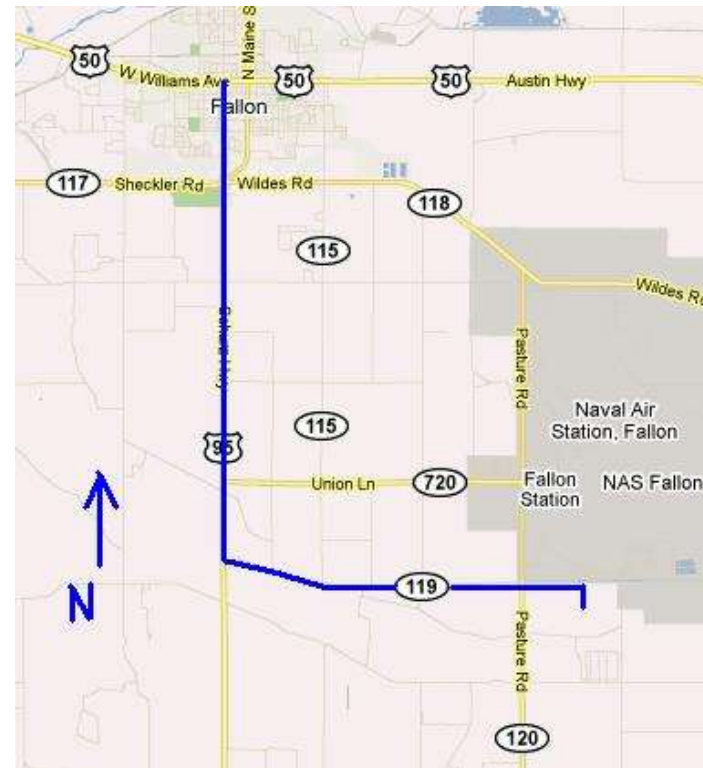 50
W Williams Ave
N Maine S
50
50
Austin Hwy
Fallon
117
Sheckler Rd
Wildes Rd
118
115
Wildes Rd
Pasture Rd
Naval Air
Station, Fallon
115
95
Union Ln
720
Fallon
Station
NAS Fallon
119
N
Pasture Rd
120